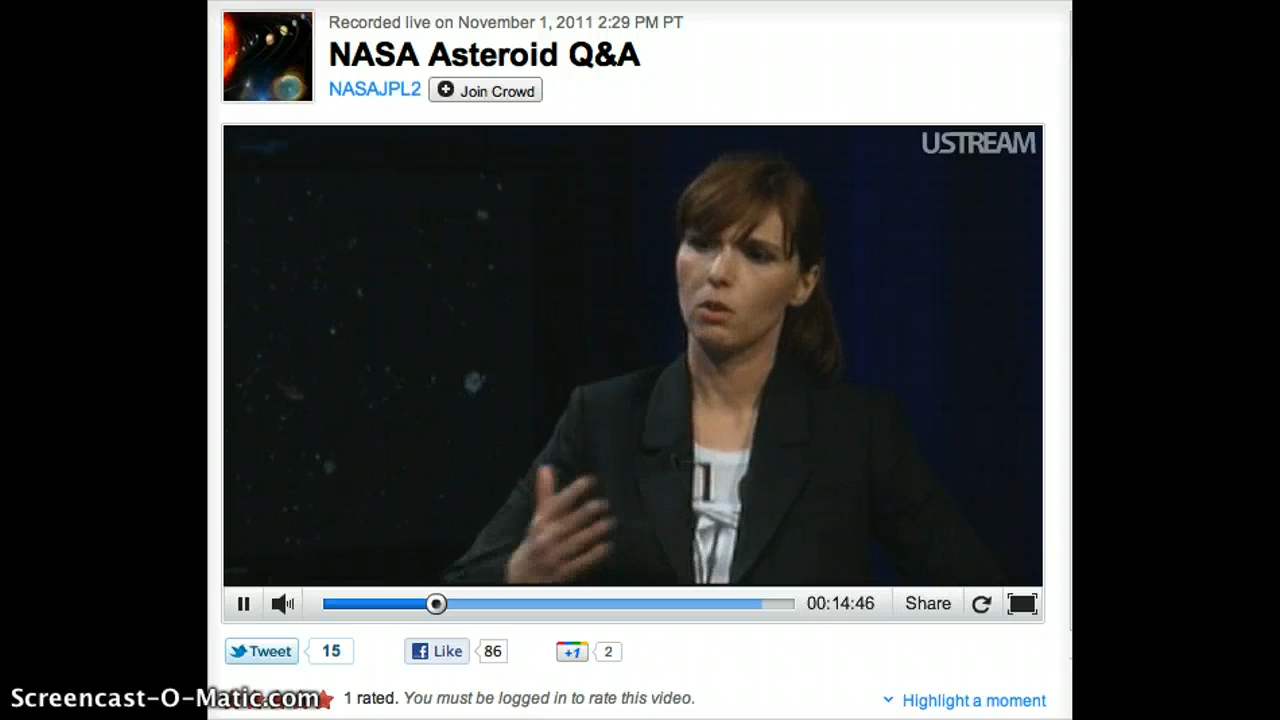 Recorded live on November 1, 2011 2:29 PM PT
NASA Asteroid Q&A
NASAJPL2
Join Crowd
USTREAM
00:14:46
Share
Tweet
15
Like
86
+1
2
1 rated. You must be logged in to rate this video.
Highlight a moment
Screencast-O-Matic.com